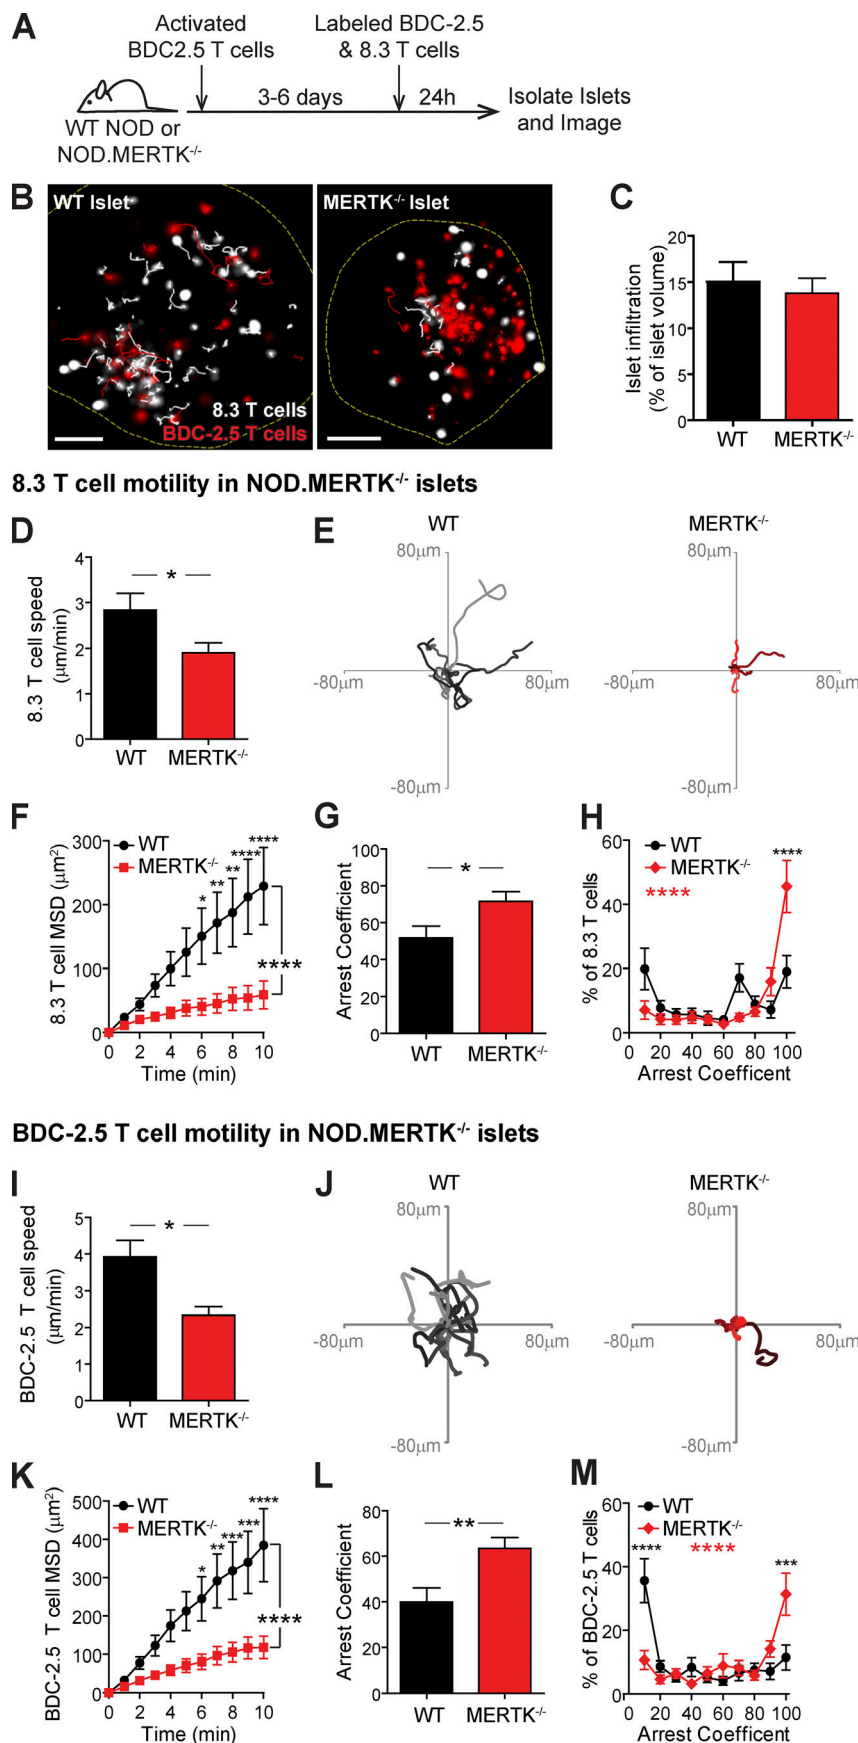 A
Activated
BDC2.5 T cells
Labeled BDC-2.5
& 8.3 T cells
3-6 days
24h
WT NOD or
NOD.MERTK-/-
Isolate Islets
and Image
B
WT Islet
MERTK-/- Islet
8.3 T cells
BDC-2.5 T cells
C
Islet infiltration
(% of islet volume)
20
15
10
15
0
WT
MERTK-/-
8.3 T cell motility in NOD.MERTK-/- islets
D
8.3 T cell speed
(µm/min)
4
3
2
1
0
*
WT
MERTK-/-
E
WT
80µm
-80µm
80µm
-80µm
MERTK-/-
80µm
-80µm
80µm
-80µm
F
8.3 T cell MSD (µm2)
300
200
100
0
WT
MERTK-/-
*
**
**
****
****
****
0 2 4 6 8 10
Time (min)
G
Arrest Coefficient
100
80
60
40
20
0
*
WT
MERTK-/-
H
% of 8.3 T cells
60
40
20
0
WT
MERTK-/-
****
****
0 20 40 60 80 100
Arrest Coefficent
BDC-2.5 T cell motility in NOD.MERTK-/- islets
I
BDC-2.5 T cell speed
(µm/min)
5
4
3
2
1
0
*
WT
MERTK-/-
J
WT
80µm
-80µm
80µm
-80µm
MERTK-/-
80µm
-80µm
80µm
-80µm
K
BDC-2.5 T cell MSD (µm2)
500
400
300
200
100
0
WT
MERTK-/-
*
**
***
***
****
****
0 2 4 6 8 10
Time (min)
L
Arrest Coefficient
80
60
40
20
0
**
WT
MERTK-/-
M
% of BDC-2.5 T cells
60
40
20
0
WT
MERTK-/-
****
****
***
0 20 40 60 80 100
Arrest Coefficent